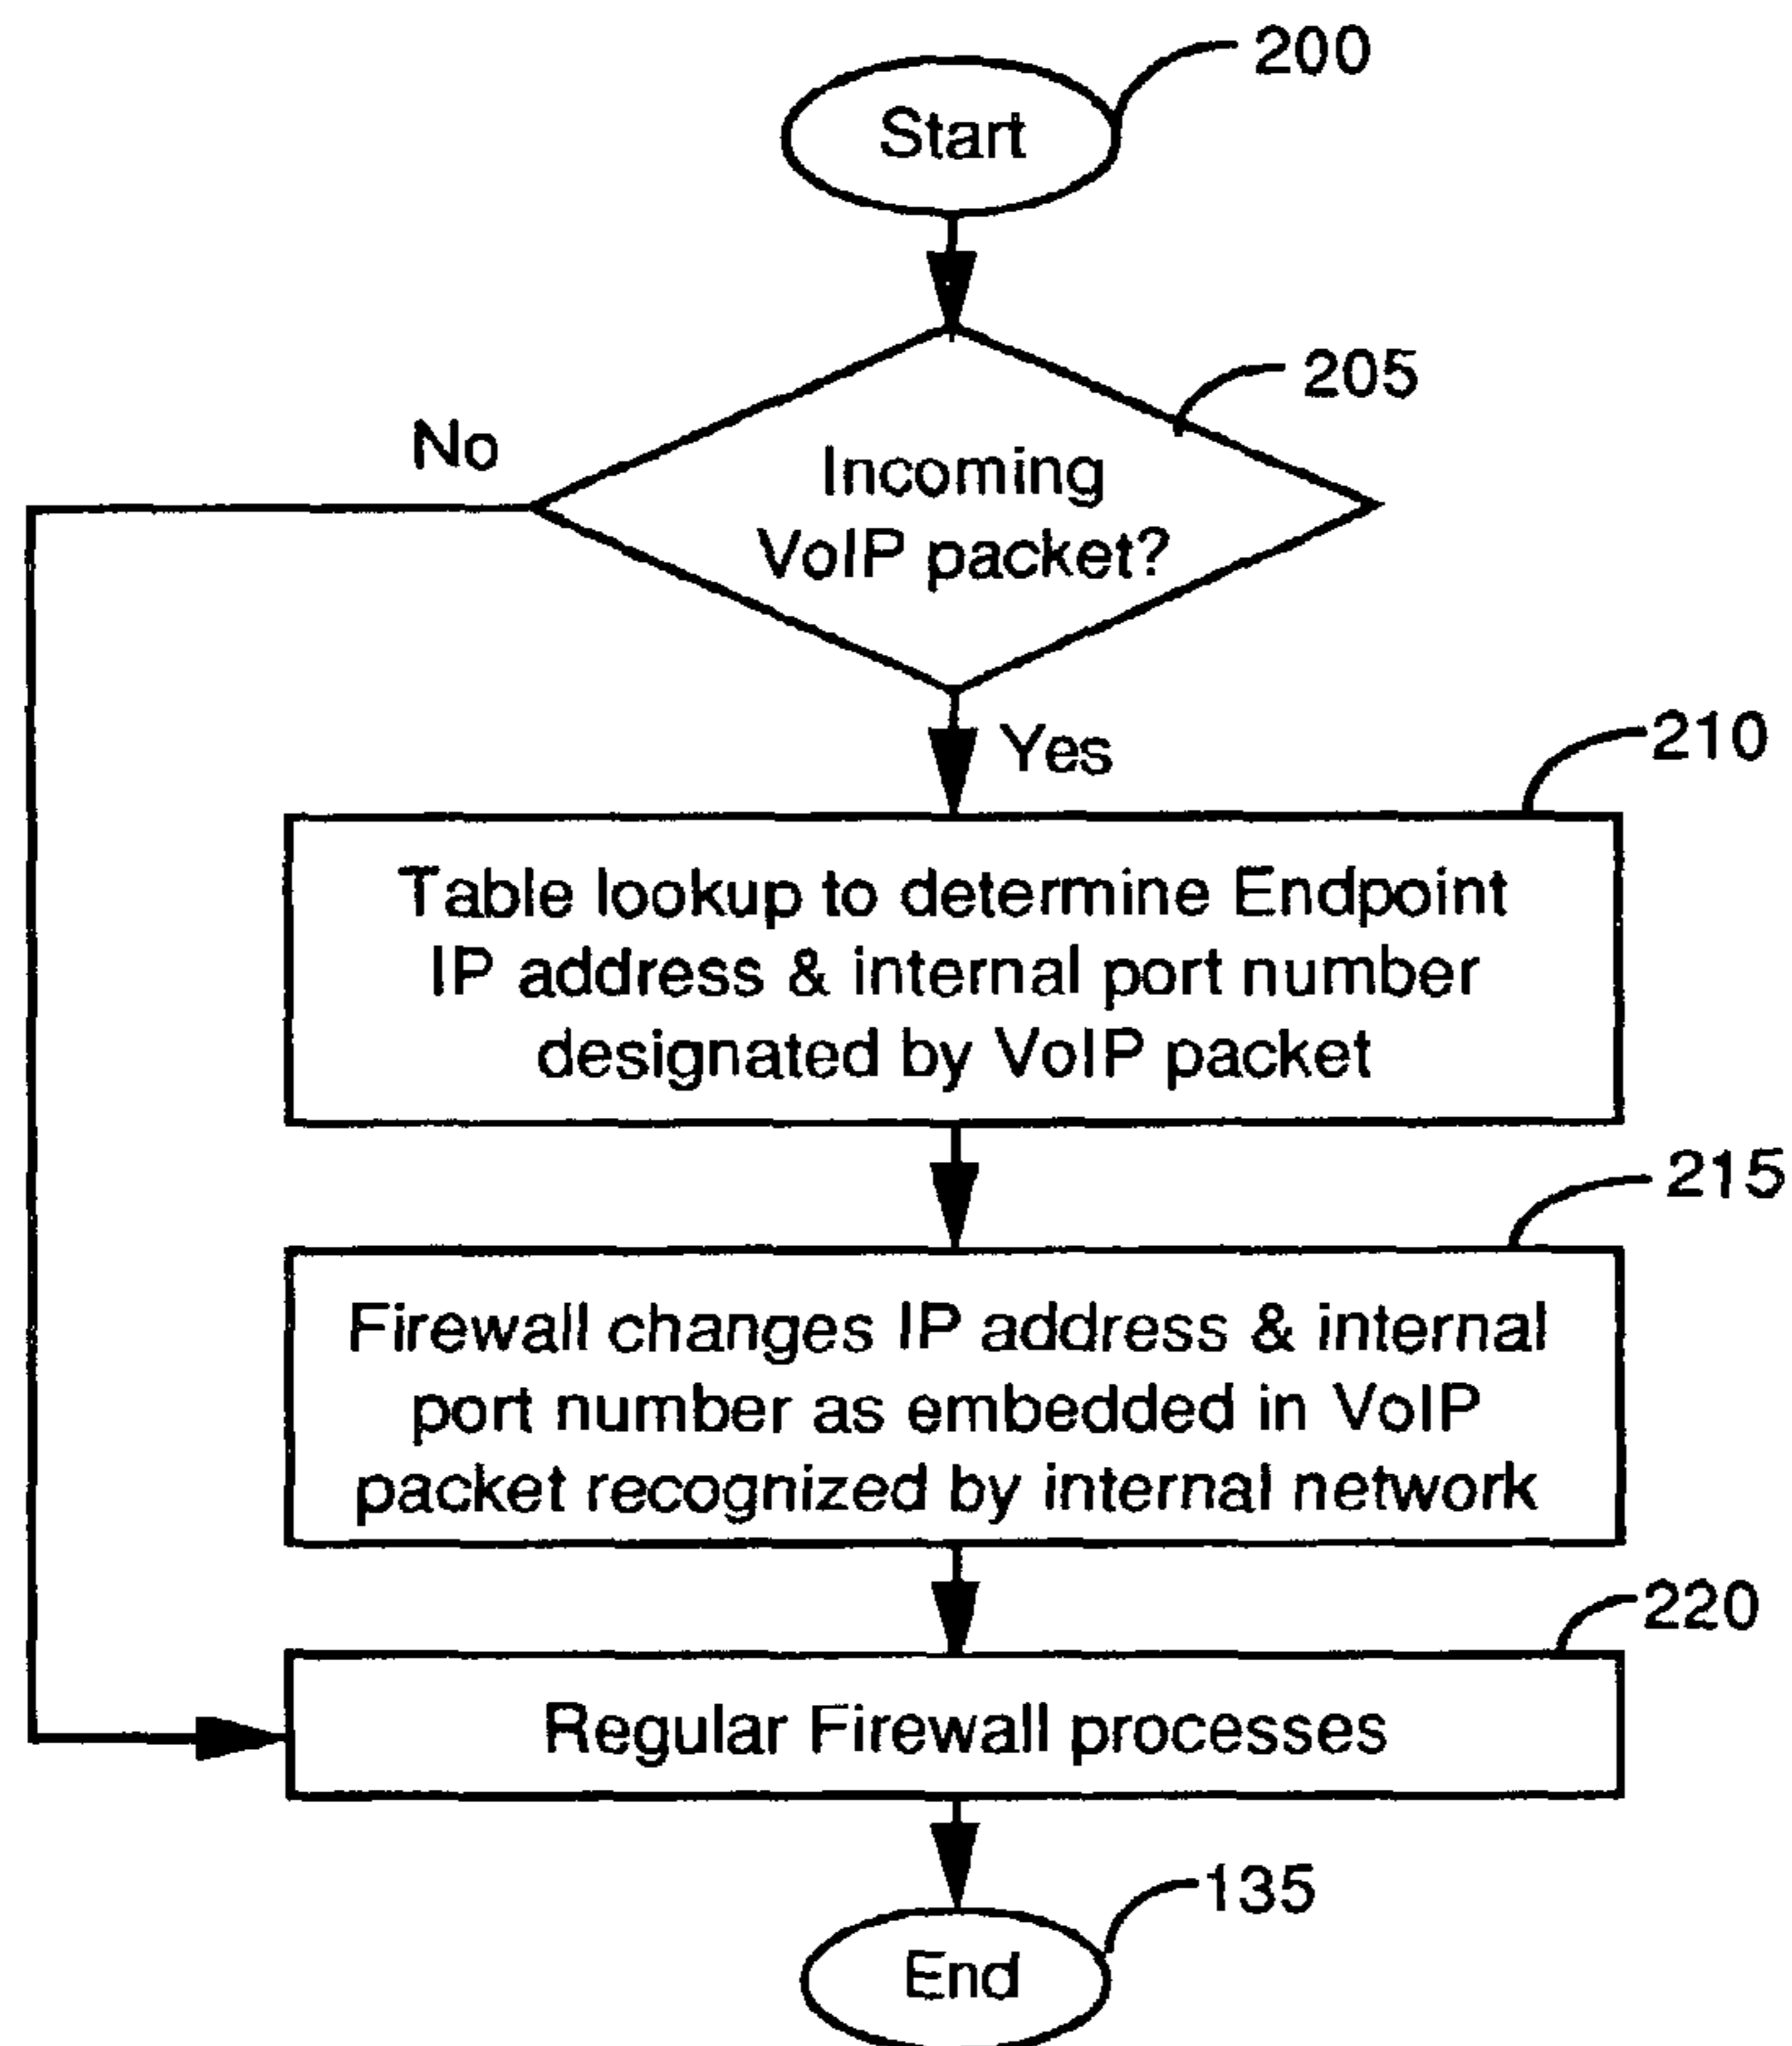 200
Start
205
No
Incoming
VoIP packet?
Yes
210
Table lookup to determine Endpoint
IP address & internal port number
designated by VoIP packet
215
Firewall changes IP address & internal
port number as embedded in VoIP
packet recognized by internal network
220
Regular Firewall processes
135
End